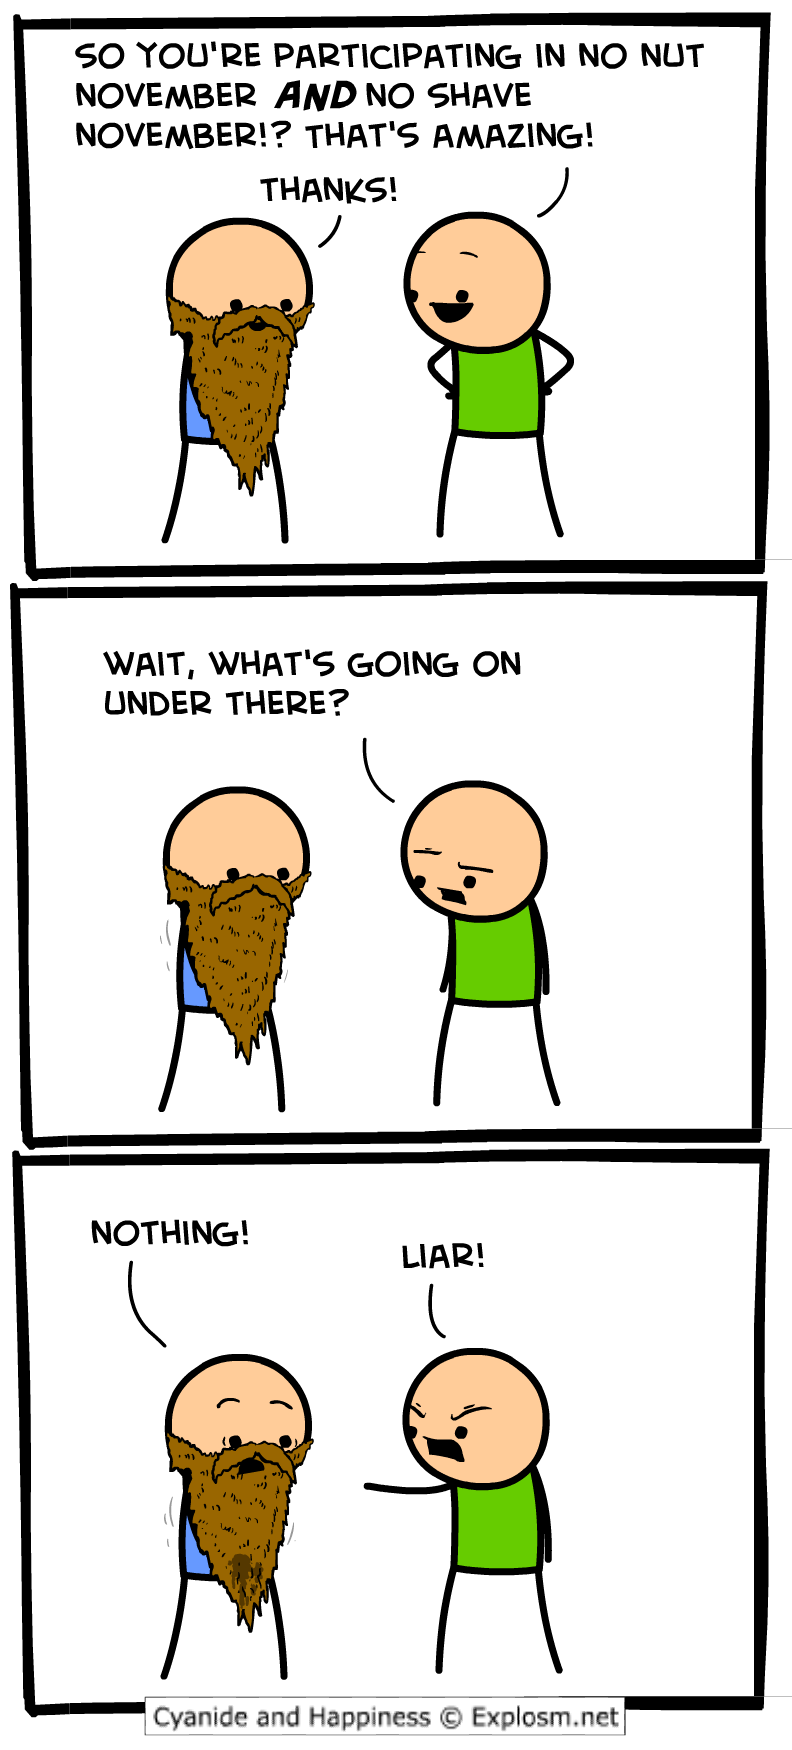 SO YOU'RE PARTICIPATING IN NO NUT
NOVEMBER AND NO SHAVE
NOVEMBER!? THAT'S AMAZING!
THANKS!
WAIT, WHAT'S GOING ON
UNDER THERE?
NOTHING!
LIAR!
Cyanide and Happiness © Explosm.net